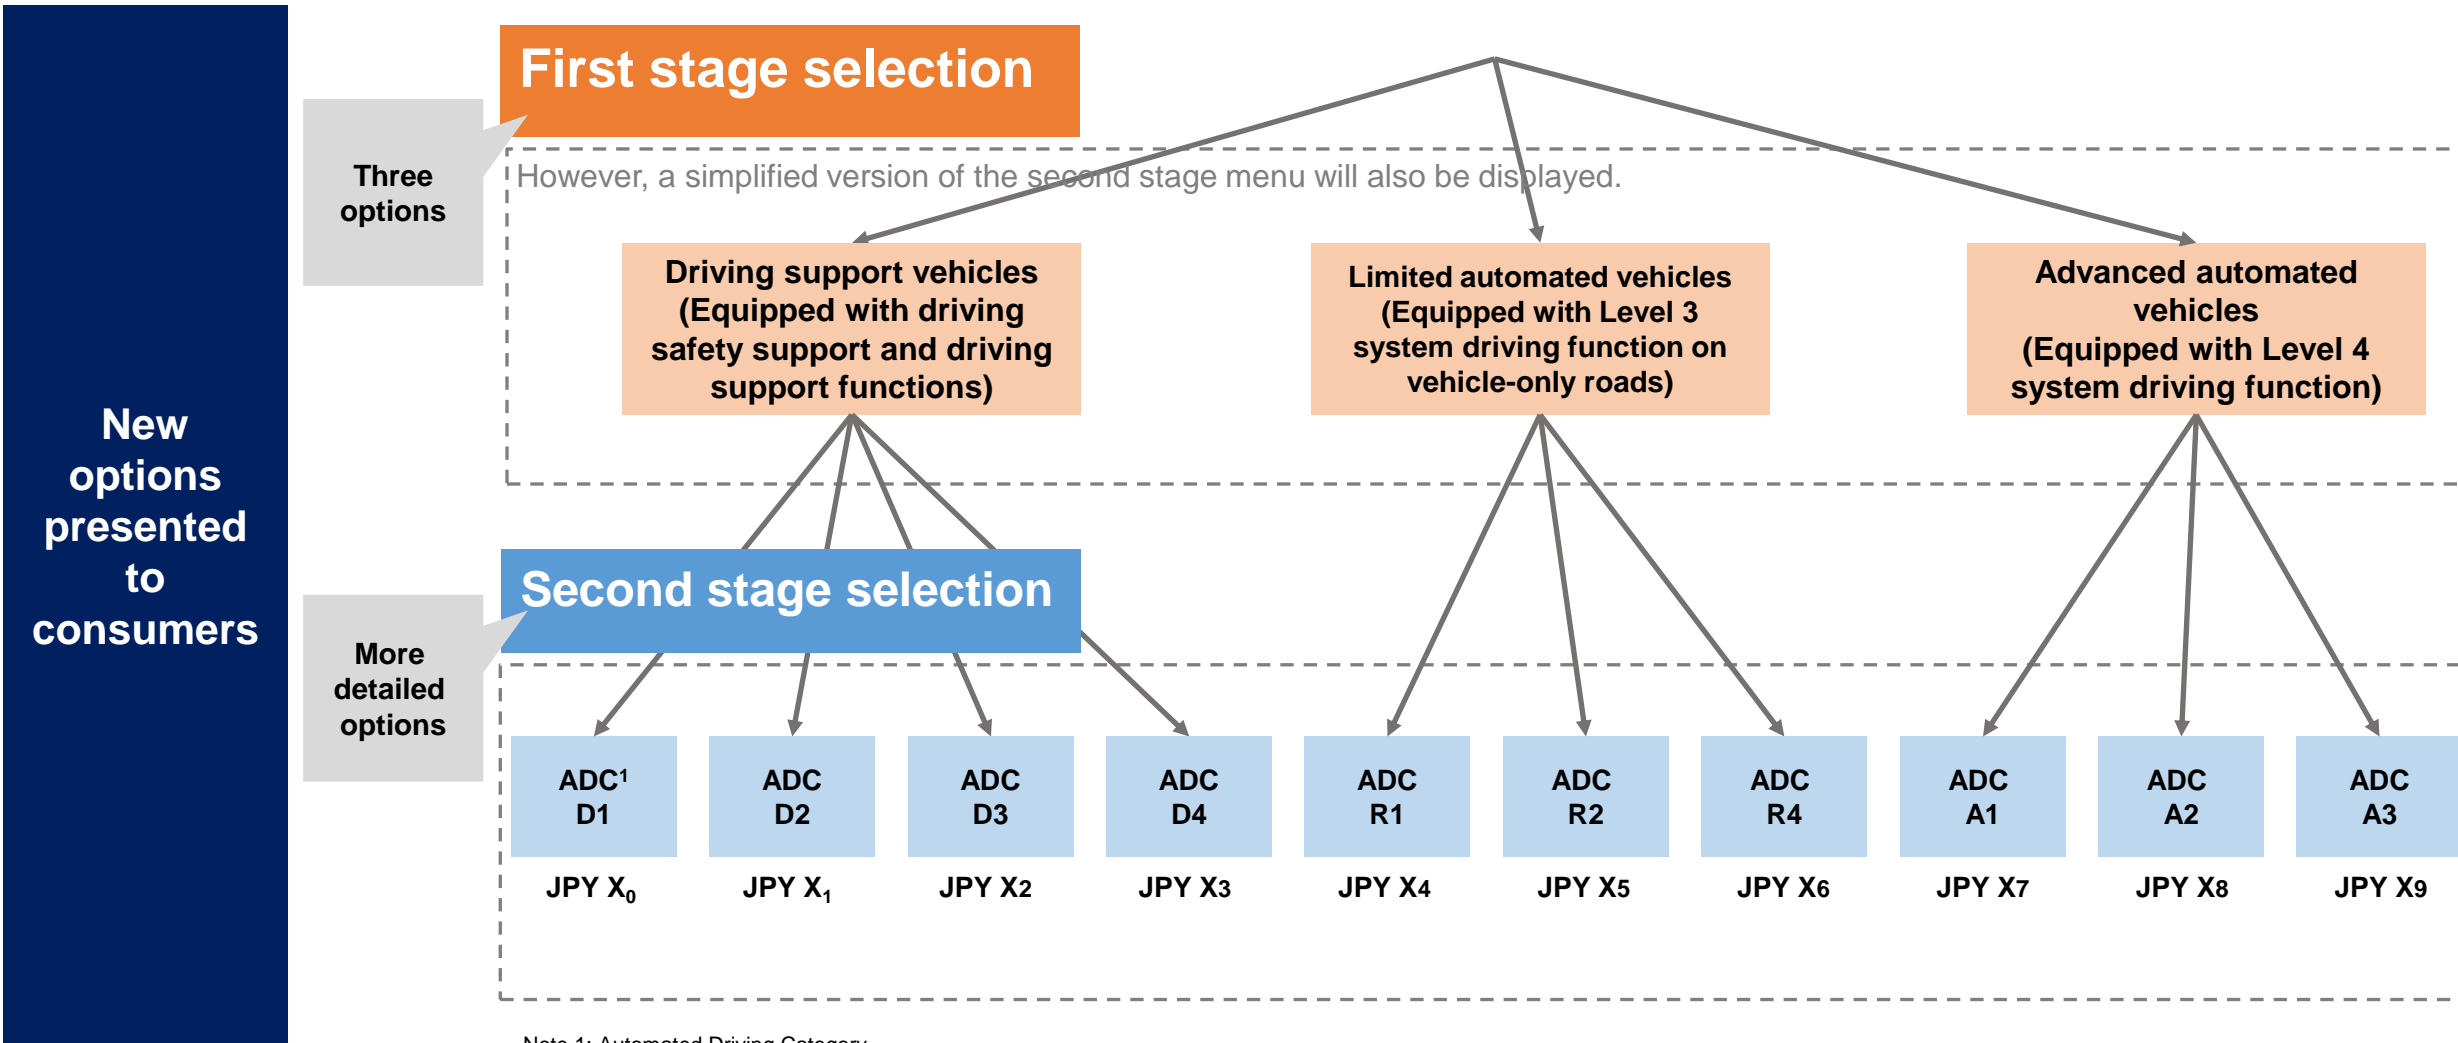 New
options
presented
to
consumers
First stage selection
Three
options
However, a simplified version of the second stage menu will also be displayed.
Driving support vehicles
(Equipped with driving
safety support and driving
support functions)
Limited automated vehicles
(Equipped with Level 3
system driving function on
vehicle-only roads)
Advanced automated
vehicles
(Equipped with Level 4
system driving function)
Second stage selection
More
detailed
options
ADC¹
D1
ADC
D2
ADC
D3
ADC
D4
ADC
R1
ADC
R2
ADC
R4
ADC
A1
ADC
A2
ADC
A3
JPY X₀
JPY X₁
JPY X2
JPY X3
JPY X4
JPY X5
JPY X6
JPY X7
JPY X8
JPY X9
Note 1: Automated Driving Category